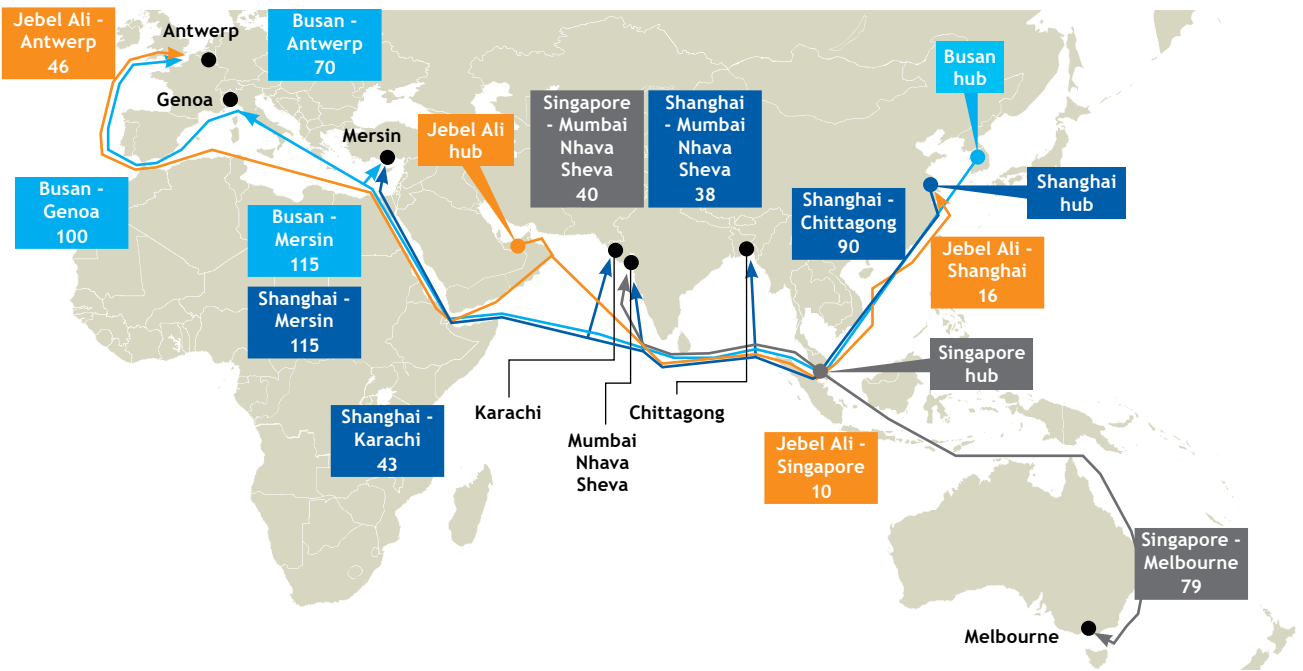 Jebel Ali -
Antwerp
46
Antwerp
Busan -
Antwerp
70
Busan
hub
Genoa
Mersin
Jebel Ali
hub
Singapore
- Mumbai
Nhava
Sheva
40
Shanghai
- Mumbai
Nhava
Sheva
38
Shanghai
hub
Busan -
Genoa
100
Busan -
Mersin
115
Shanghai -
Chittagong
90
Jebel Ali -
Shanghai
16
Shanghai -
Mersin
115
Singapore
hub
Shanghai -
Karachi
43
Karachi
Mumbai
Nhava
Sheva
Chittagong
Jebel Ali -
Singapore
10
Singapore -
Melbourne
79
Melbourne